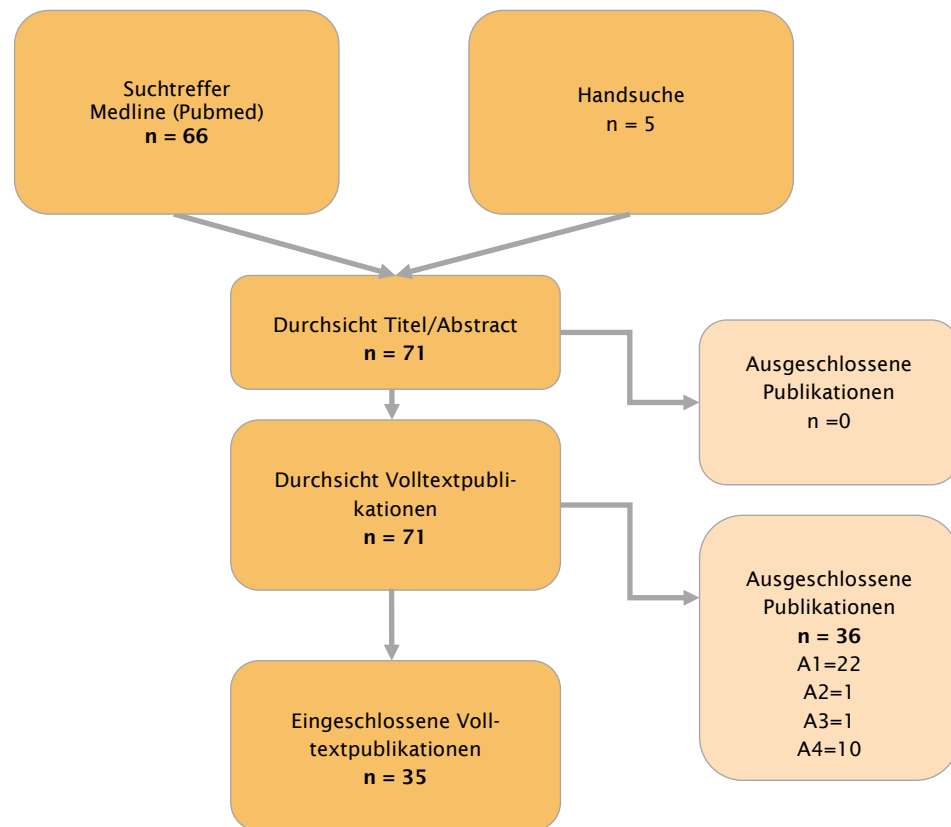 Suchtreffer
Medline (Pubmed)
n = 66
Handsuche
n = 5
Durchsicht Titel/Abstract
n = 71
Ausgeschlossene
Publikationen
n =0
Durchsicht Volltextpubli-
kationen
n = 71
Ausgeschlossene
Publikationen
n = 36
A1=22
A2=1
A3=1
A4=10
Eingeschlossene Voll-
textpublikationen
n = 35